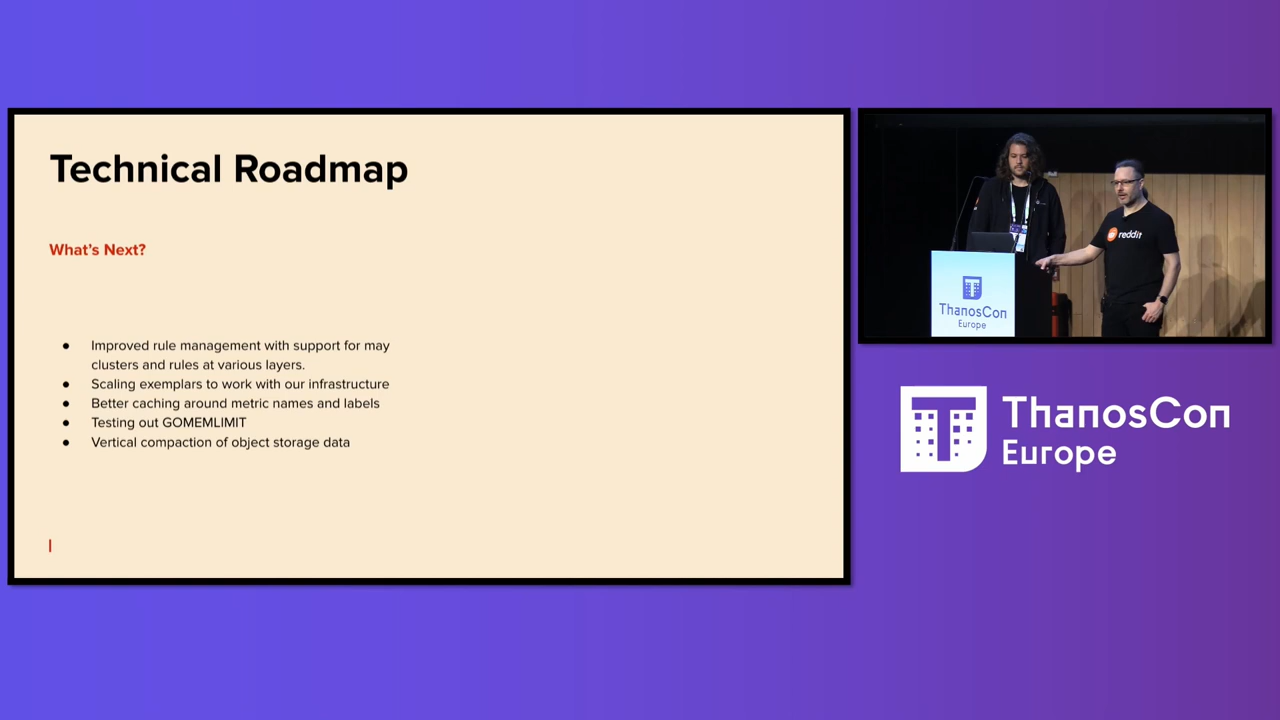 Technical Roadmap
What's Next?
● Improved rule management with support for may
clusters and rules at various layers.
● Scaling exemplars to work with our infrastructure
● Better caching around metric names and labels
● Testing out GOMEMLIMIT
● Vertical compaction of object storage data
reddit
ThanosCon
Europe
ThanosCon
Europe